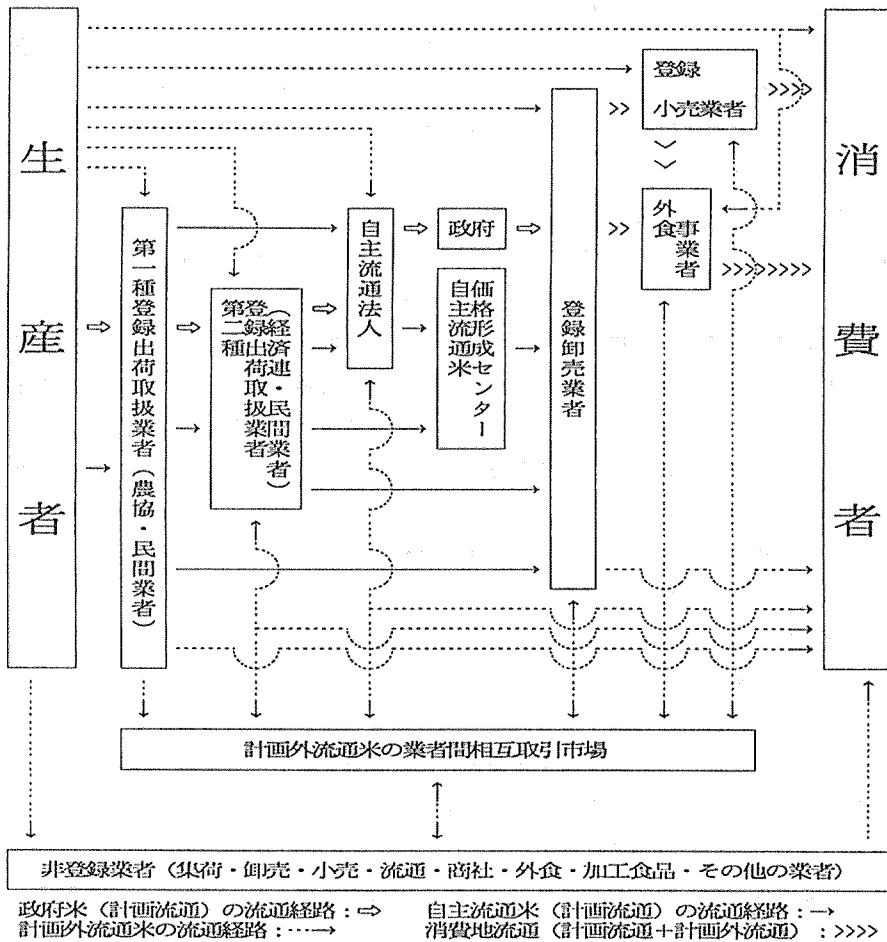 生産者
第一種登録出荷取扱業者（農協・民間業者）
第二種
登録出荷取扱業者
（経済連・民間業者）
自主流通法人
政府
自主流通米
価格形成センター
登録卸売業者
登録
小売業者
外食
事業者
消費者
計画外流通米の業者間相互取引市場
非登録業者（集荷・卸売・小売・流通・商社・外食・加工食品・その他の業者）
政府米（計画流通）の流通経路：⇨　自主流通米（計画流通）の流通経路：→
計画外流通米の流通経路：…→　消費地流通（計画流通＋計画外流通）：>>>>